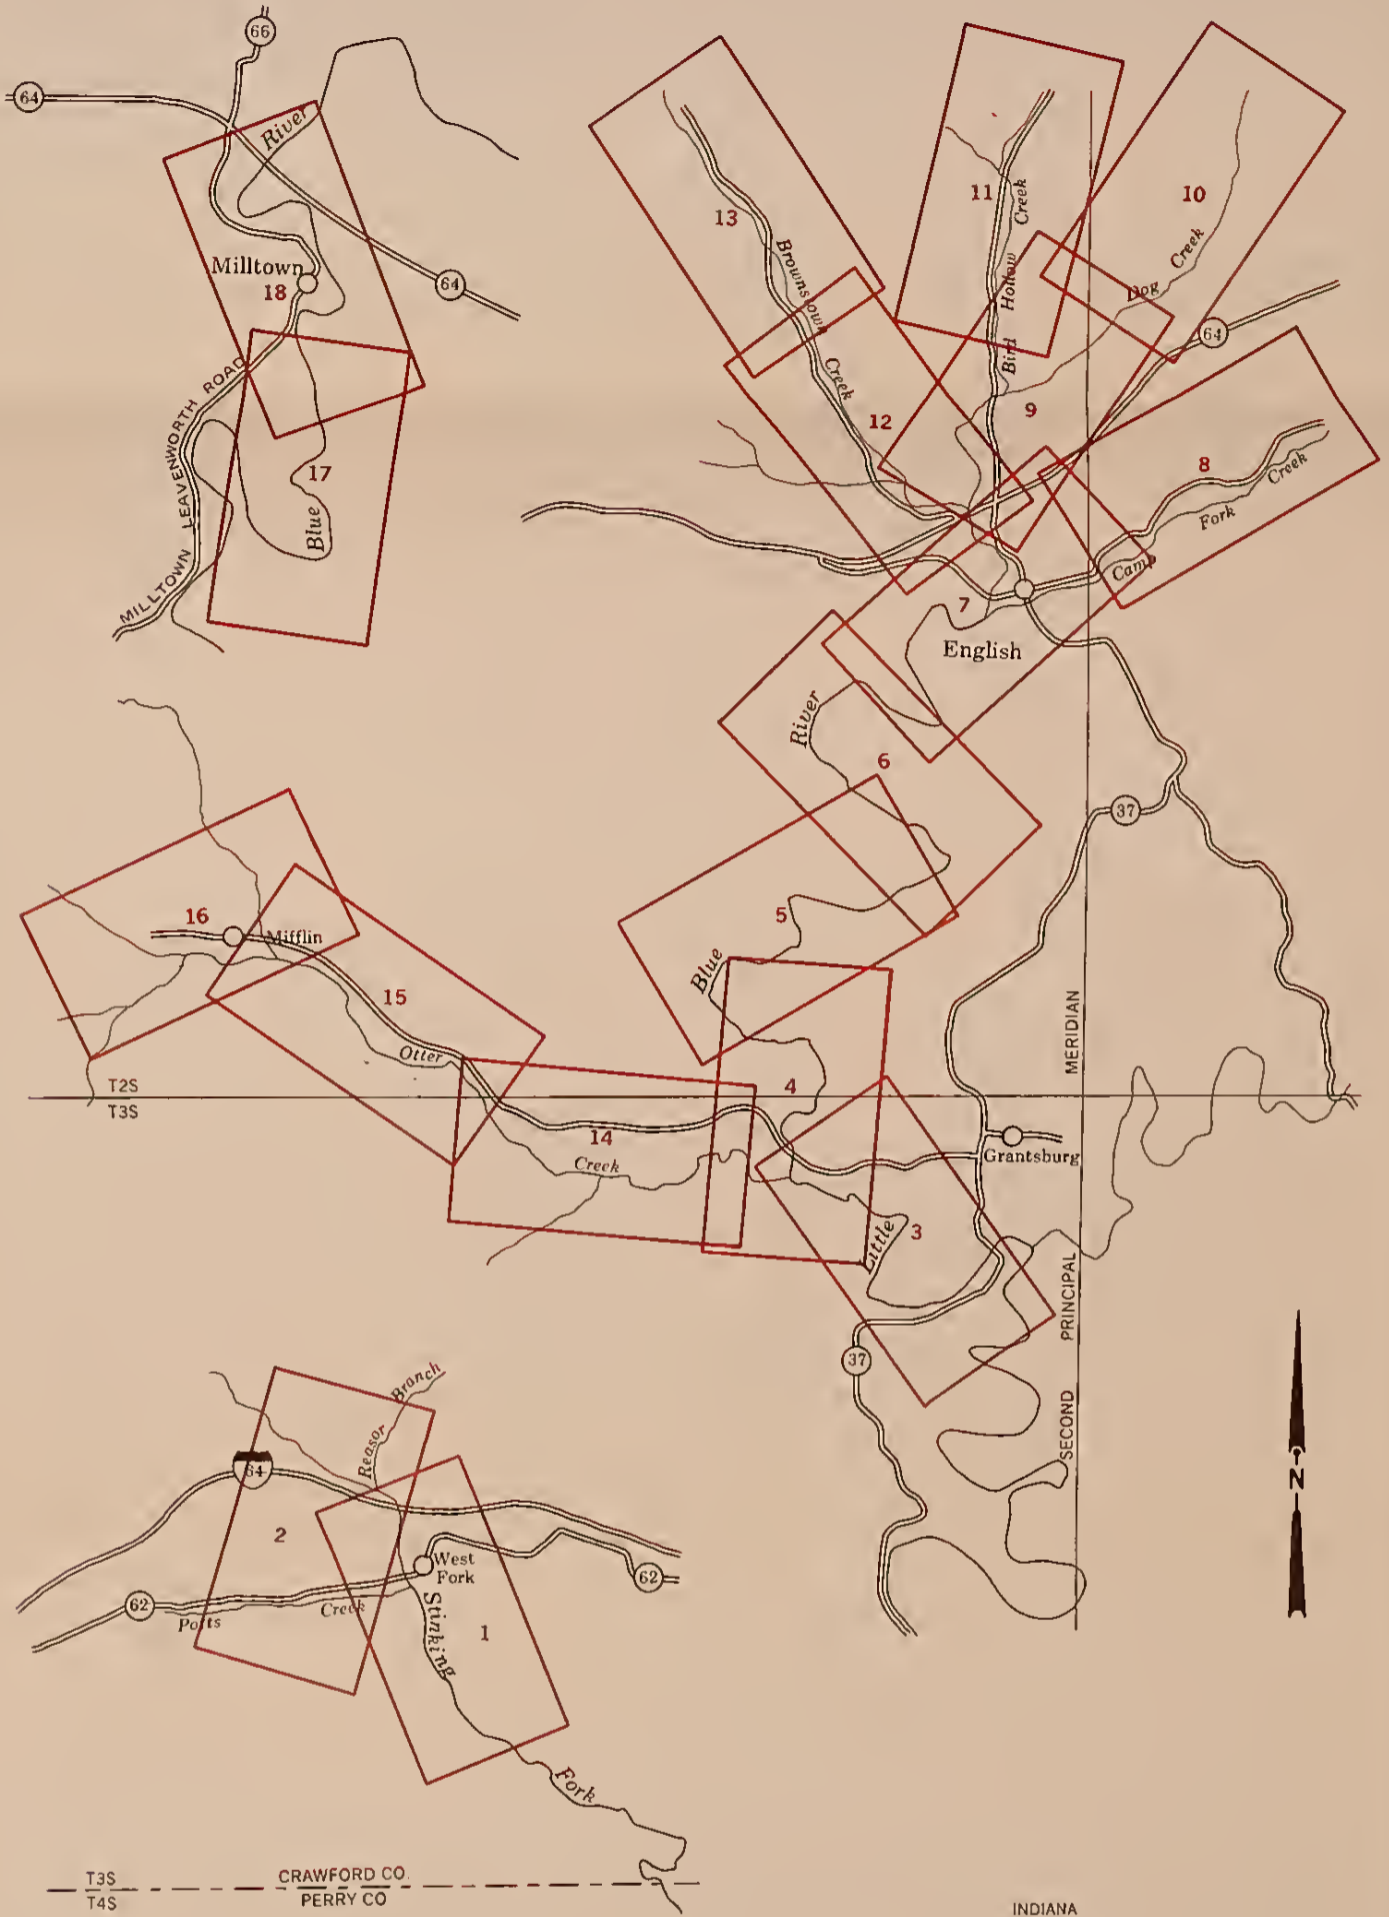 66
64
River
Milltown
18
64
MILLTOWN LEAVENWORTH ROAD
17
Blue
13
Brownstown
Creek
12
11
Bird Hollow Creek
10
Dog Creek
64
9
8
Camp Fork Creek
7
English
River
6
37
5
Blue
16
Mifflin
15
Otter
T2S
T3S
4
14
Creek
Grantsburg
3
Little
37
SECOND PRINCIPAL MERIDIAN
N
Reasor Branch
64
2
West
Fork
62
62
Potts Creek
1
Stinking
Fork
T3S CRAWFORD CO.
T4S PERRY CO
INDIANA